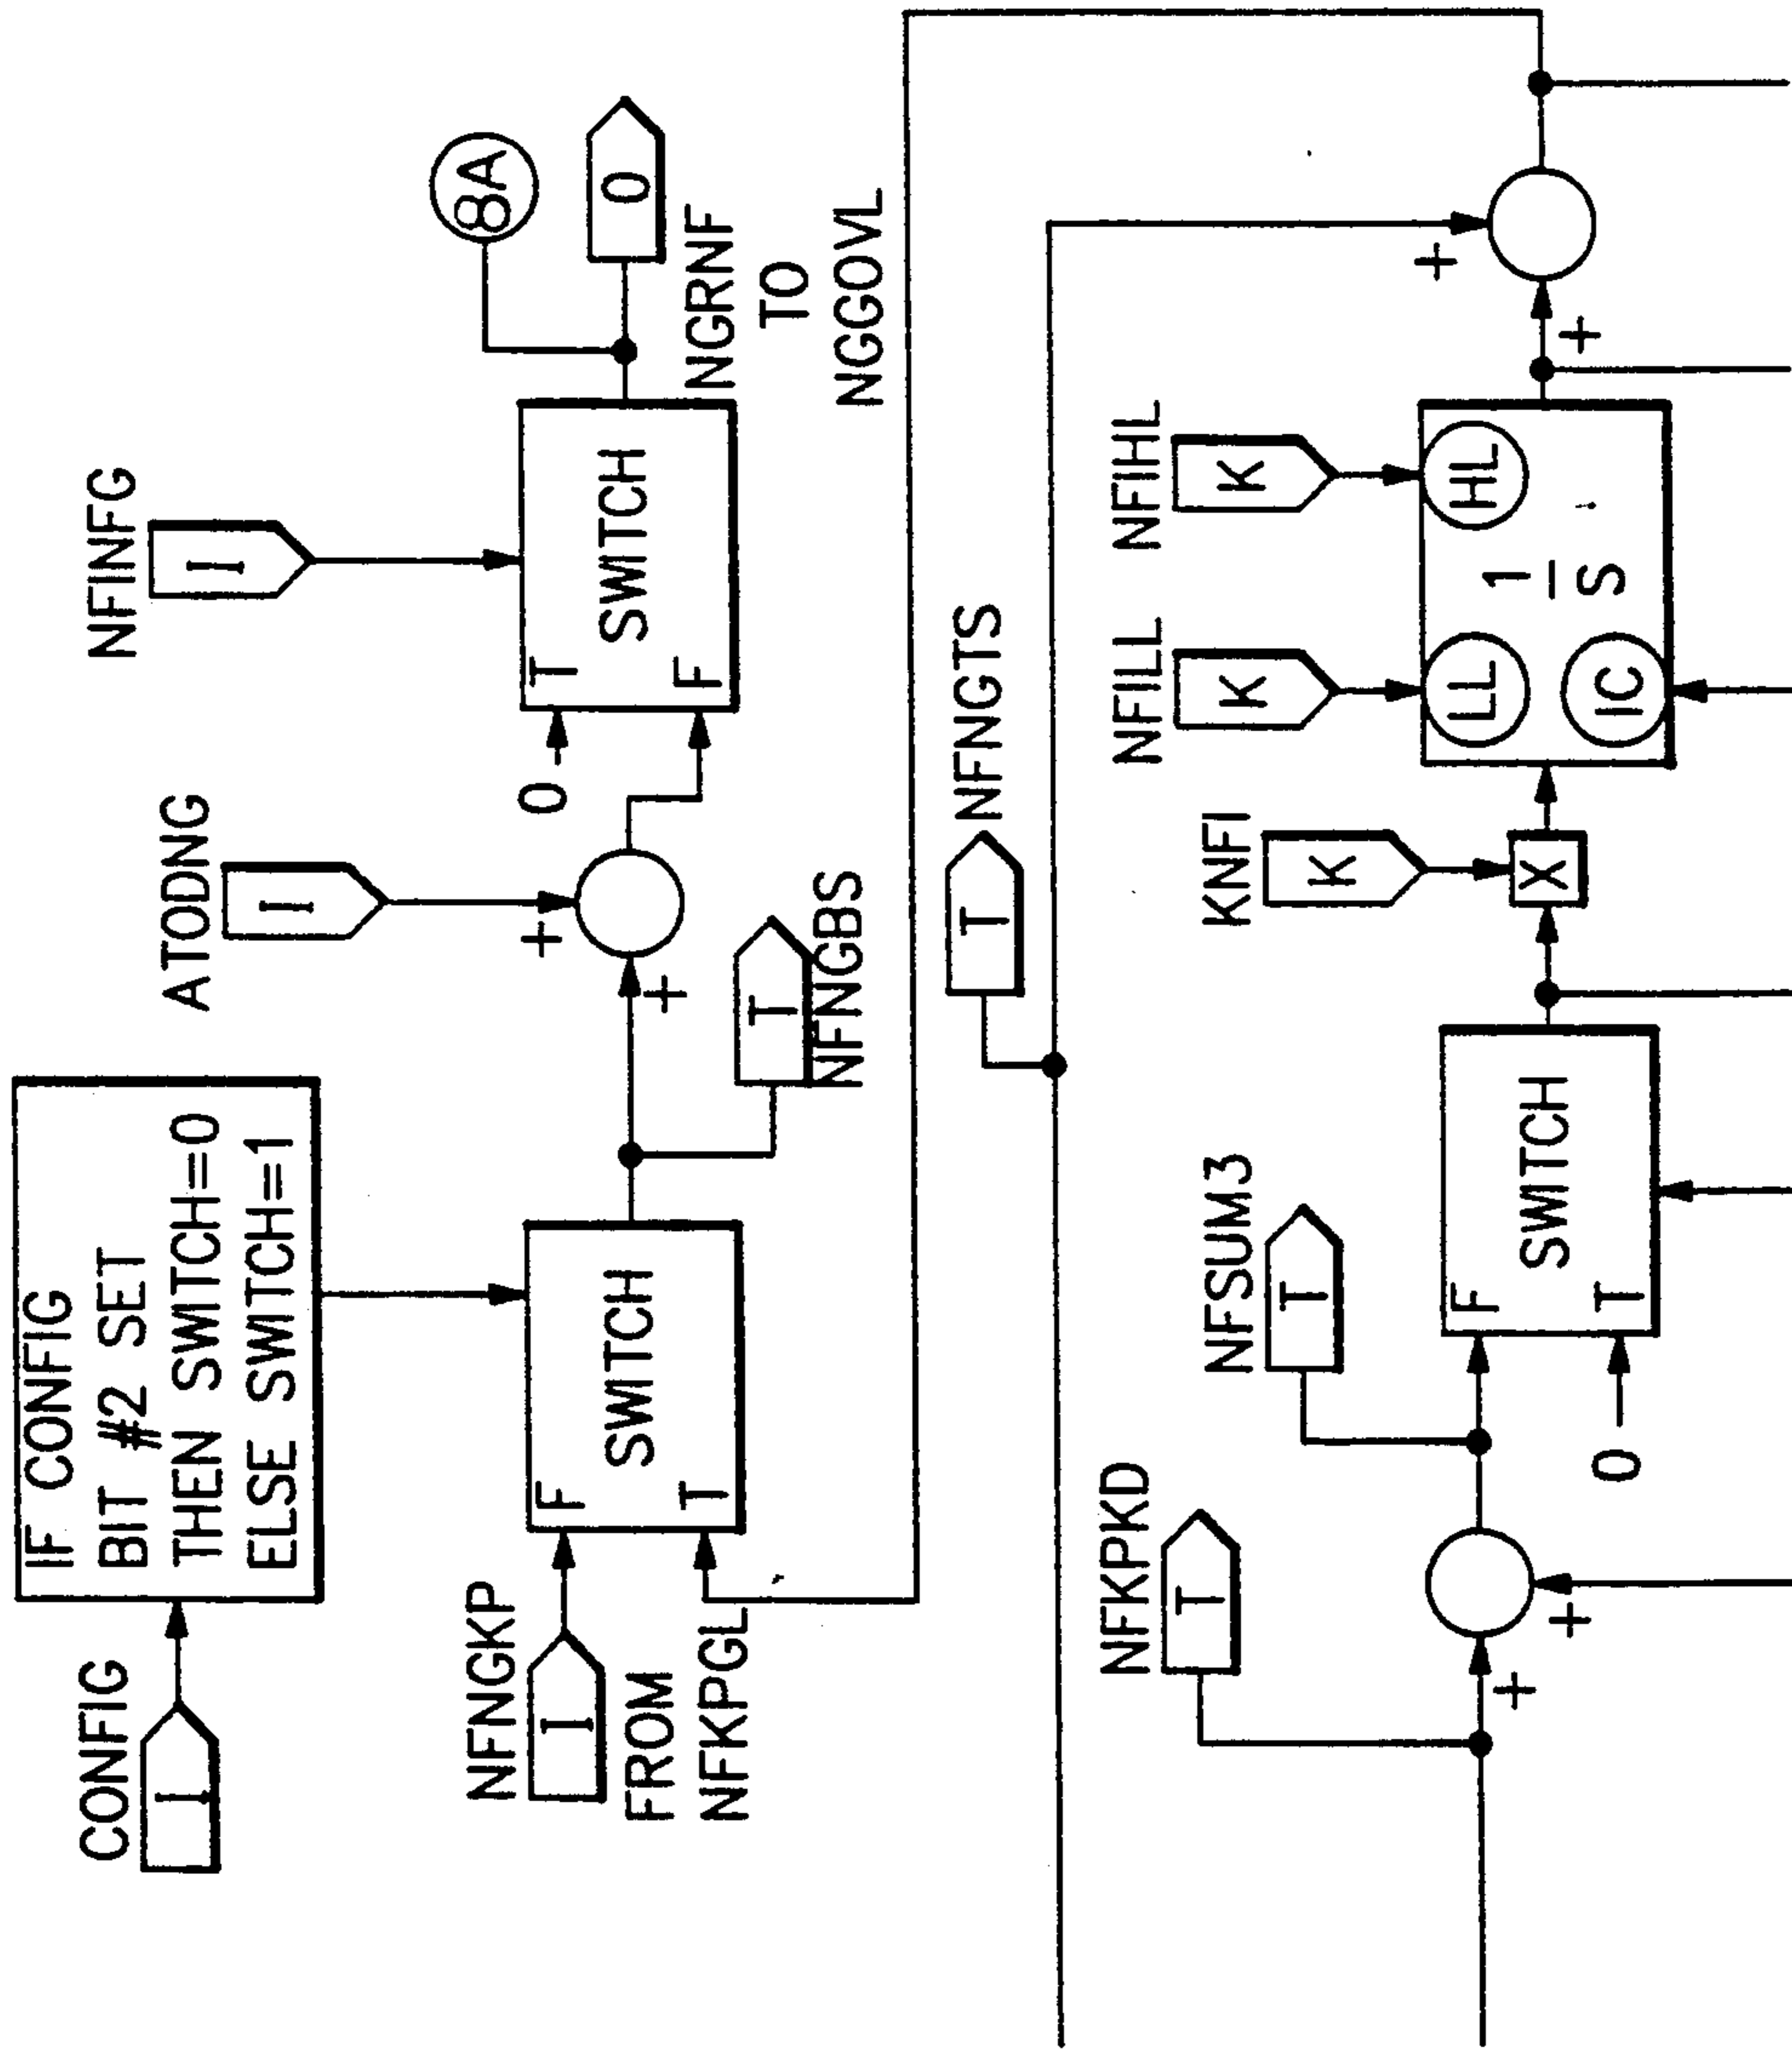 CONFIG
I
IF CONFIG
BIT #2 SET
THEN SWITCH=0
ELSE SWITCH=1
NFNGKP
I
FROM
NFKPGL
F
T
SWITCH
T
NFNGBS
+
+
ATODNG
I
0
T
F
SWITCH
NFINFG
I
8A
O
NGRNF
TO
NGGOVL
T
NFNGTS
NFKPKD
T
+
+
NFSUM3
T
0
F
T
SWITCH
KNFI
K
X
NFILL
K
NFIHL
K
LL
HL
IC
1
S
+
+